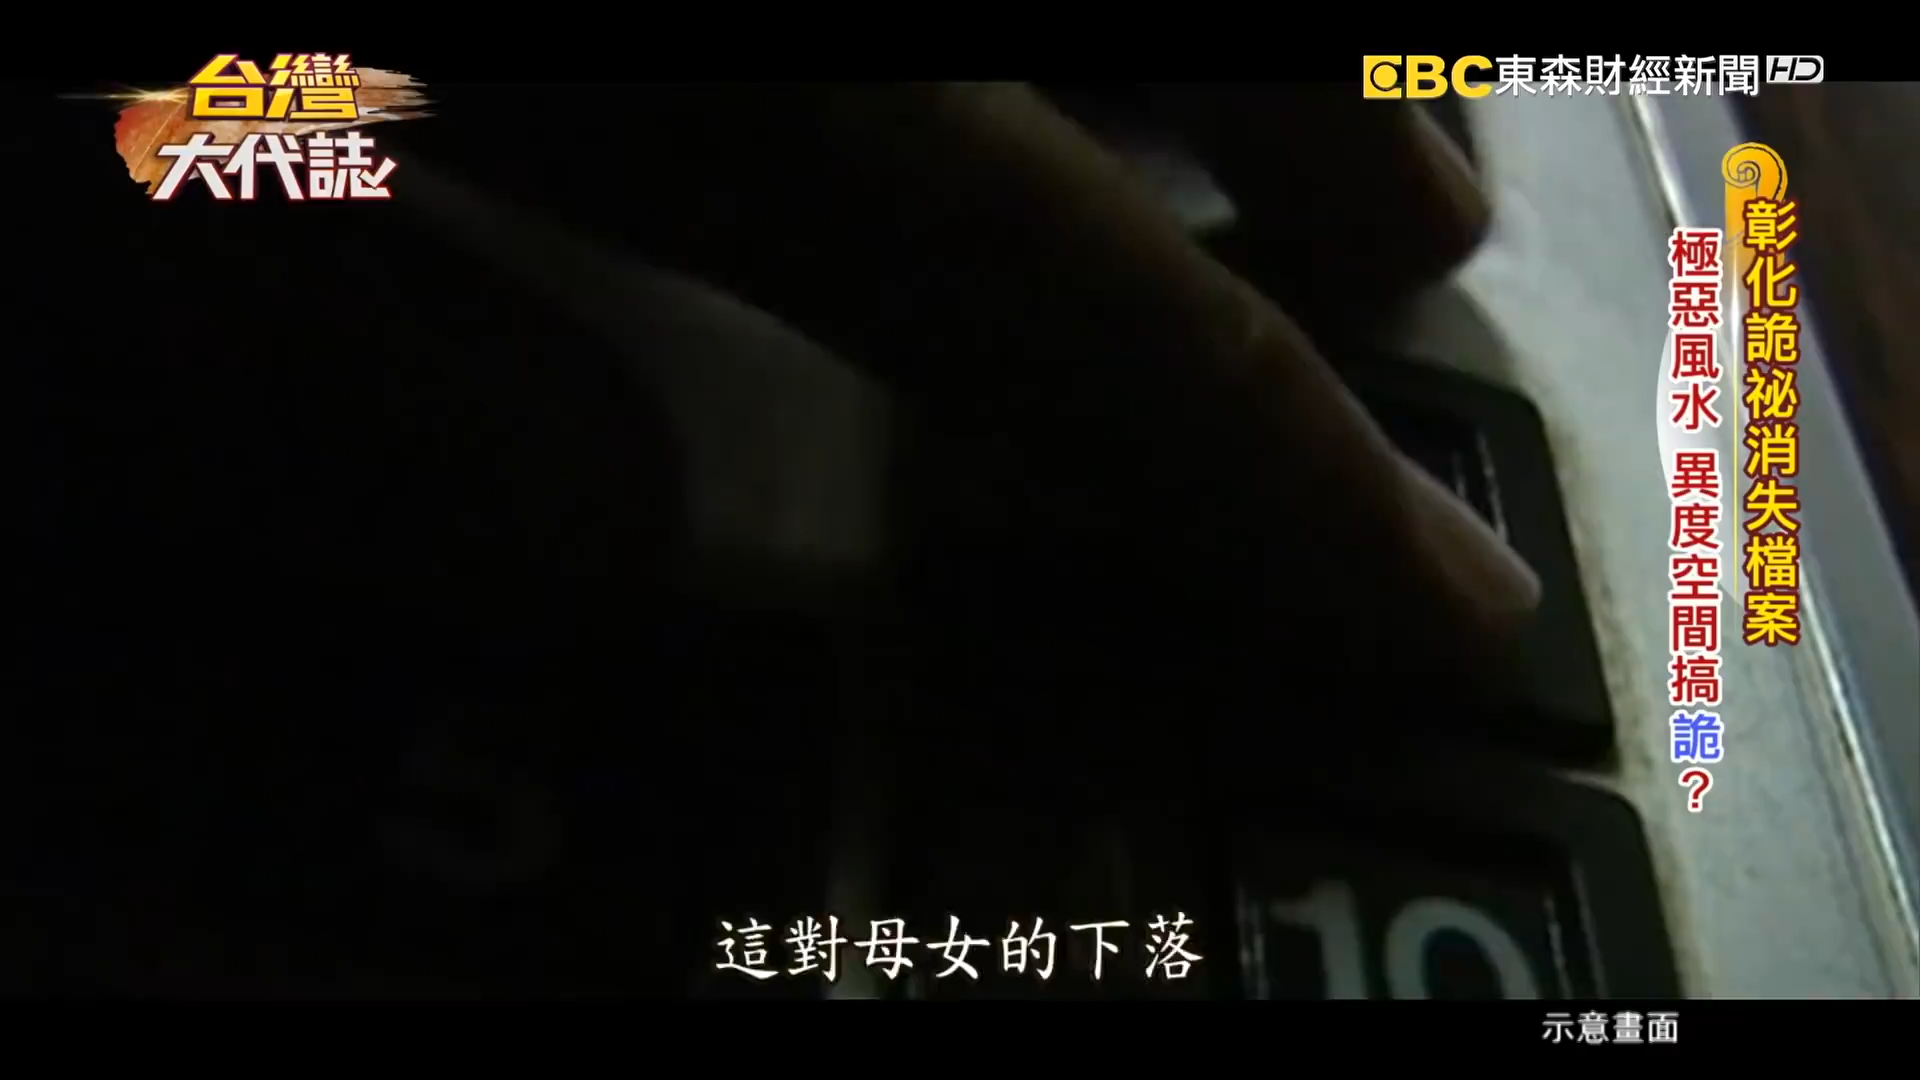 台灣
大代誌
EBC東森財經新聞HD
彰化詭祕消失檔案
極惡風水 異度空間搞詭?
這對母女的下落
10
示意畫面